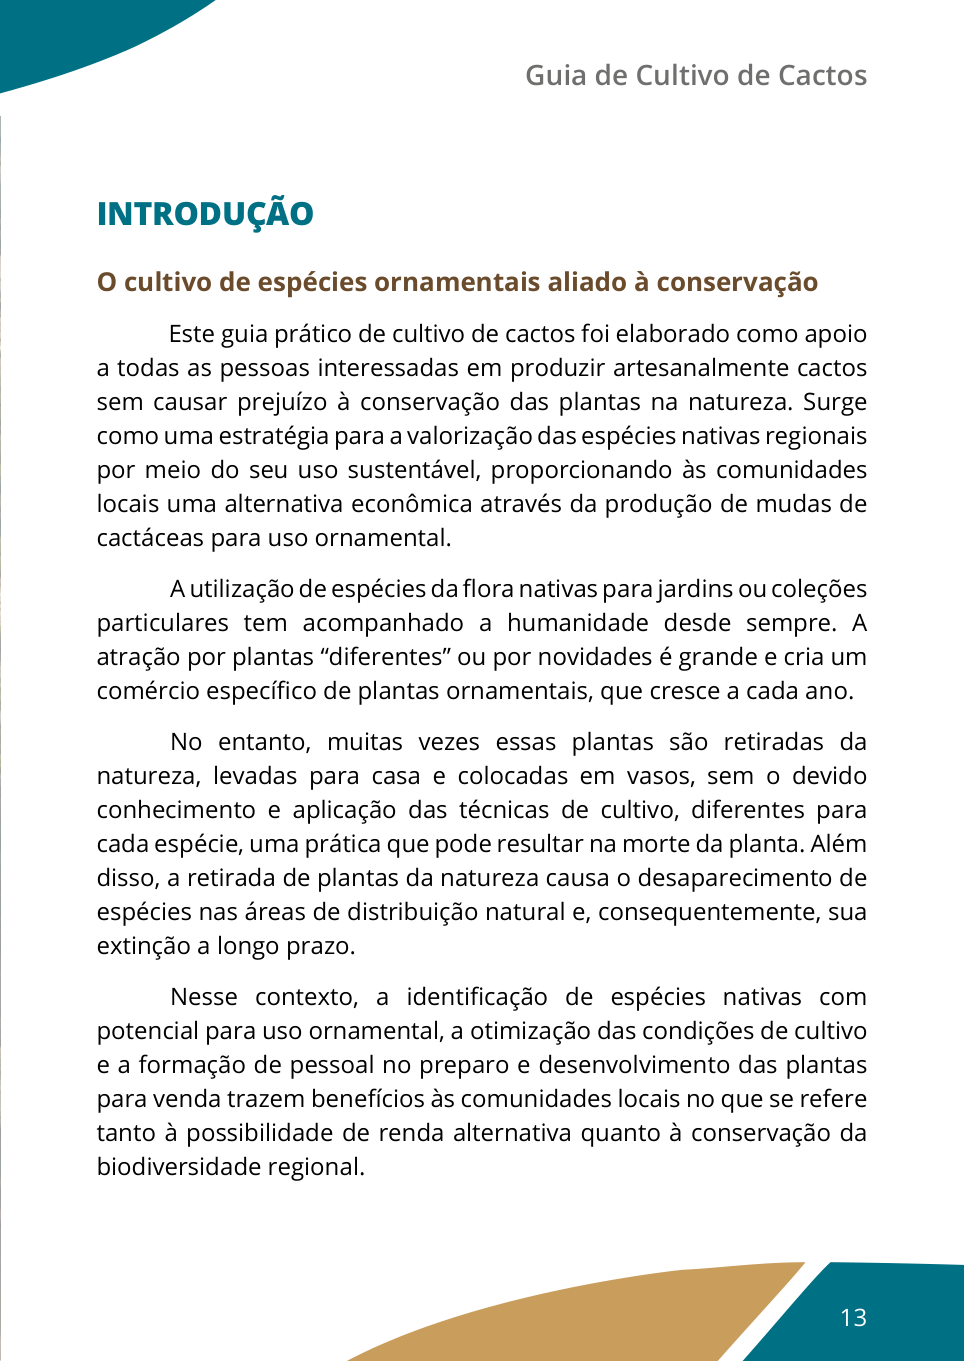 Guia de Cultivo de Cactos
INTRODUÇÃO
O cultivo de espécies ornamentais aliado à conservação
Este guia prático de cultivo de cactos foi elaborado como apoio
a todas as pessoas interessadas em produzir artesanalmente cactos
sem causar prejuízo à conservação das plantas na natureza. Surge
como uma estratégia para a valorização das espécies nativas regionais
por meio do seu uso sustentável, proporcionando às comunidades
locais uma alternativa econômica através da produção de mudas de
cactáceas para uso ornamental.
A utilização de espécies da flora nativas para jardins ou coleções
particulares tem acompanhado a humanidade desde sempre. A
atração por plantas “diferentes” ou por novidades é grande e cria um
comércio específico de plantas ornamentais, que cresce a cada ano.
No entanto, muitas vezes essas plantas são retiradas da
natureza, levadas para casa e colocadas em vasos, sem o devido
conhecimento e aplicação das técnicas de cultivo, diferentes para
cada espécie, uma prática que pode resultar na morte da planta. Além
disso, a retirada de plantas da natureza causa o desaparecimento de
espécies nas áreas de distribuição natural e, consequentemente, sua
extinção a longo prazo.
Nesse contexto, a identificação de espécies nativas com
potencial para uso ornamental, a otimização das condições de cultivo
e a formação de pessoal no preparo e desenvolvimento das plantas
para venda trazem benefícios às comunidades locais no que se refere
tanto à possibilidade de renda alternativa quanto à conservação da
biodiversidade regional.
13